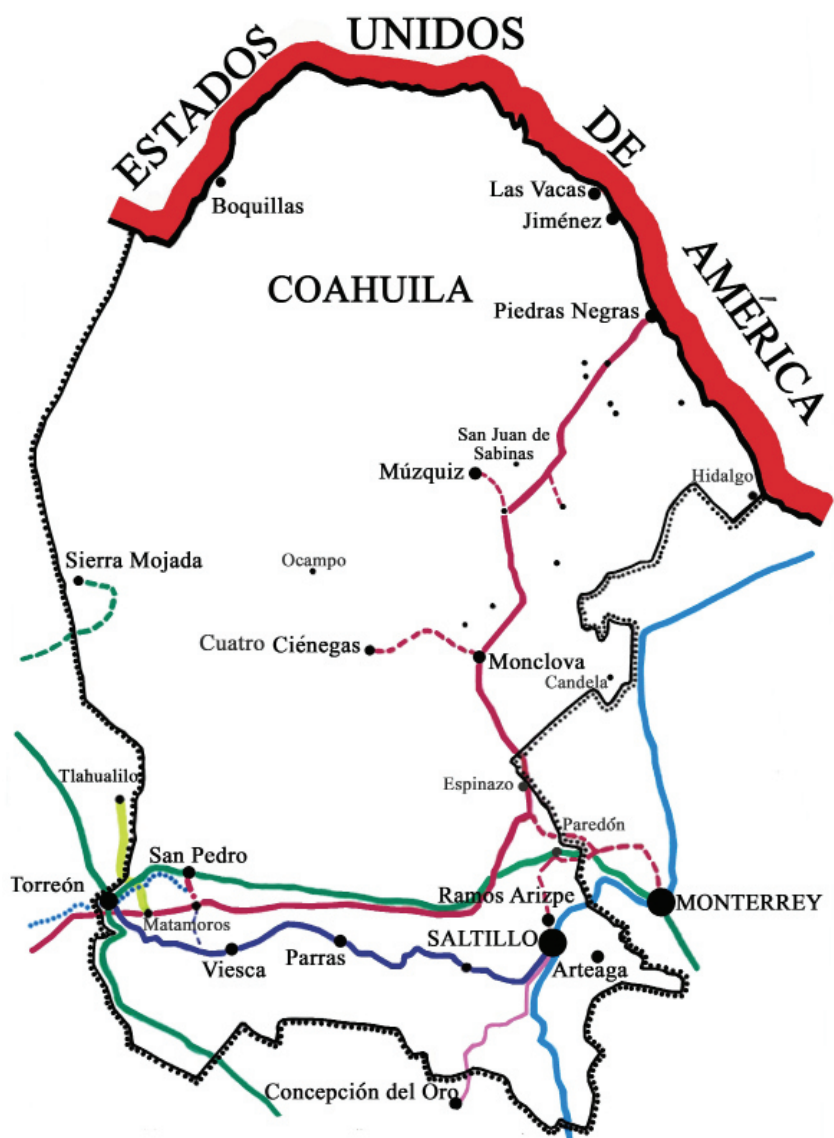 ESTADOS
UNIDOS
DE
AMÉRICA
Las Vacas
Boquillas
Jiménez
COAHUILA
Piedras Negras
San Juan de
Sabinas
Múzquiz
Hidalgo
Sierra Mojada
Ocampo
Cuatro Ciénegas
Monclova
Candela
Tlahualilo
Espinazo
Paredón
San Pedro
Torreón
Ramos Arizpe
MONTERREY
Matamoros
SALTILLO
Viesca
Parras
Arteaga
Concepción del Oro